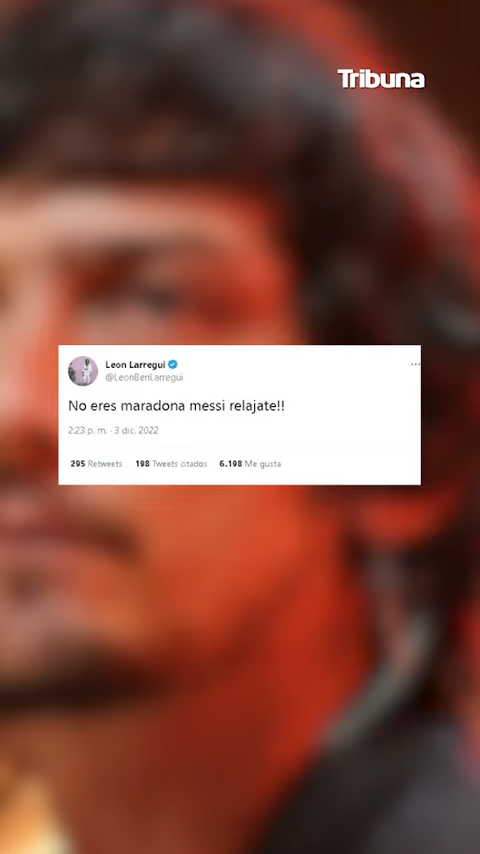 Tribuna
Leon Larregui
@LeonBenLarregui
No eres maradona messi relajate!!
2:23 p. m. · 3 dic. 2022
295 Retweets 198 Tweets citados 6.198 Me gusta